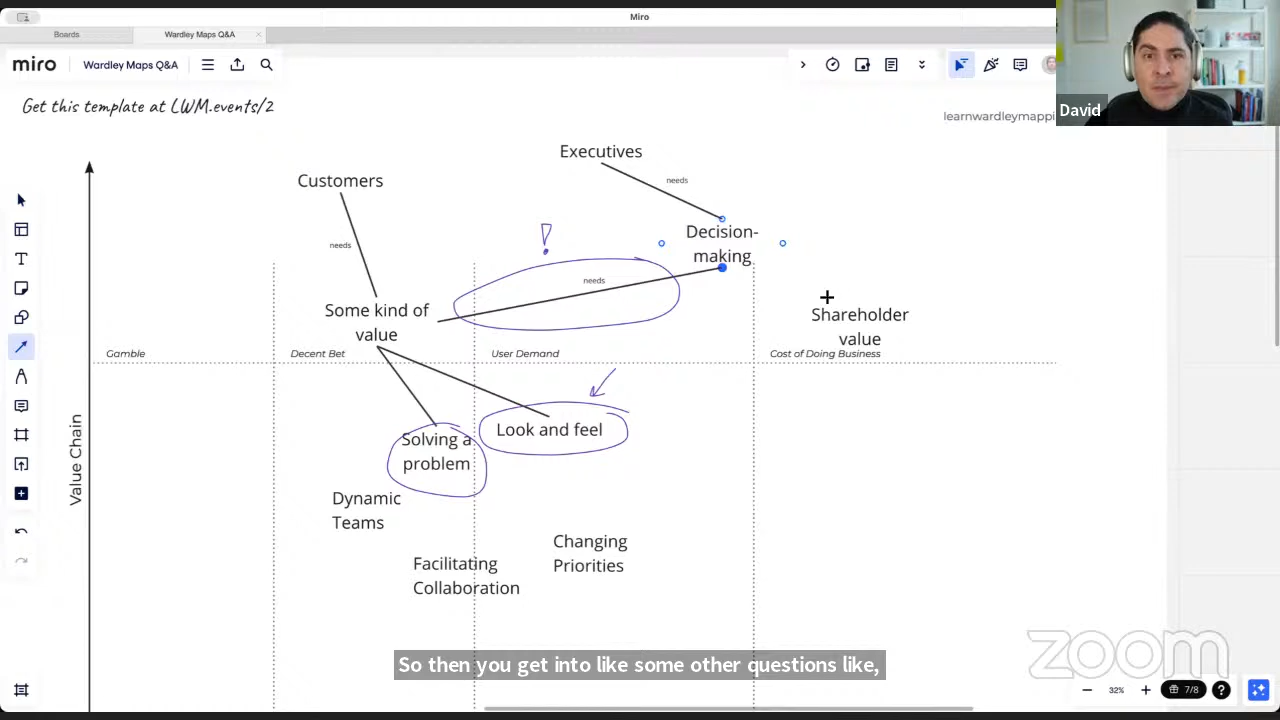 Miro
Boards
Wardley Maps Q&A
miro
Wardley Maps Q&A
David
Get this template at LWM.events/2
learnwardleymappi
Executives
needs
Customers
needs
Decision-
making
!
needs
Some kind of
value
Shareholder
value
Gamble
Decent Bet
User Demand
Cost of Doing Business
Value Chain
Look and feel
Solving a
problem
Dynamic
Teams
Changing
Priorities
Facilitating
Collaboration
So then you get into like some other questions like,
zoom
32%
7/8